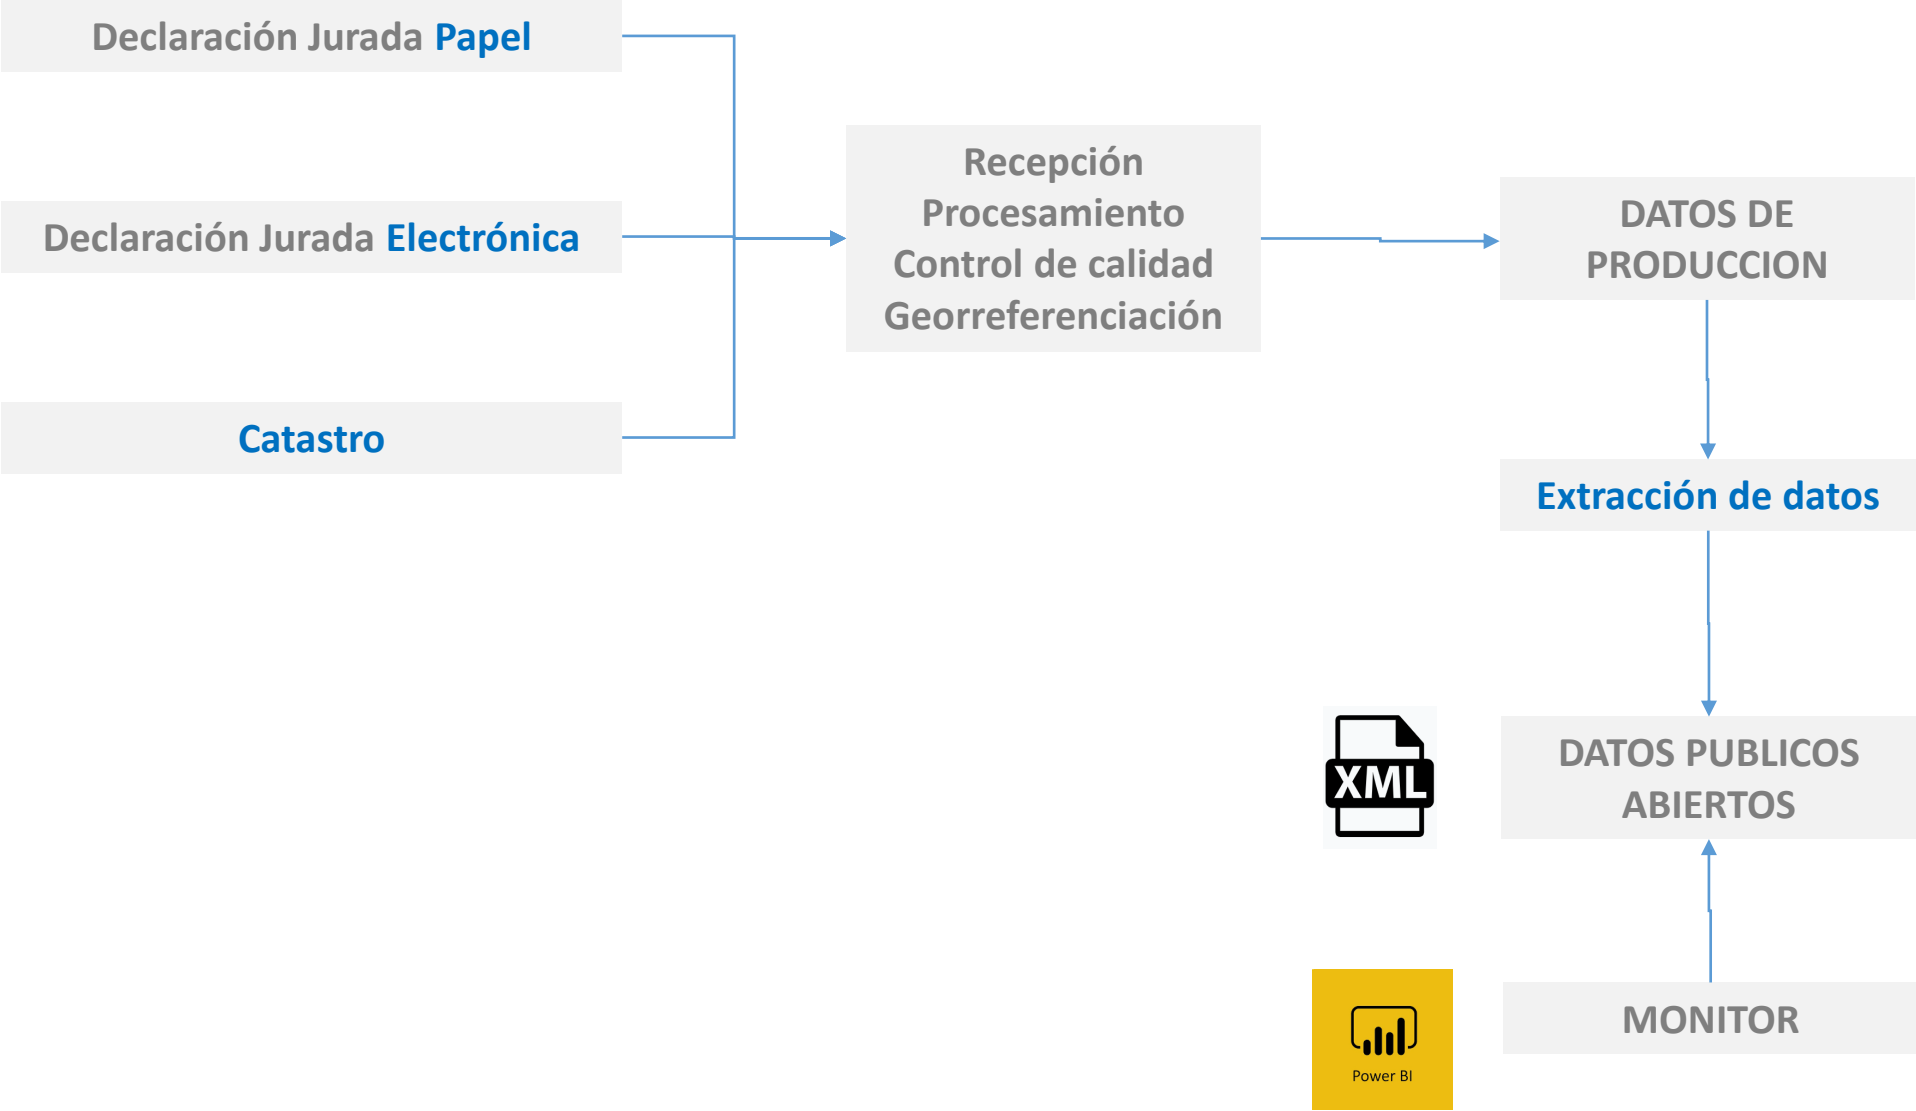 Declaración Jurada Papel
Declaración Jurada Electrónica
Catastro
Recepción
Procesamiento
Control de calidad
Georreferenciación
DATOS DE
PRODUCCION
Extracción de datos
XML
DATOS PUBLICOS
ABIERTOS
Power BI
MONITOR